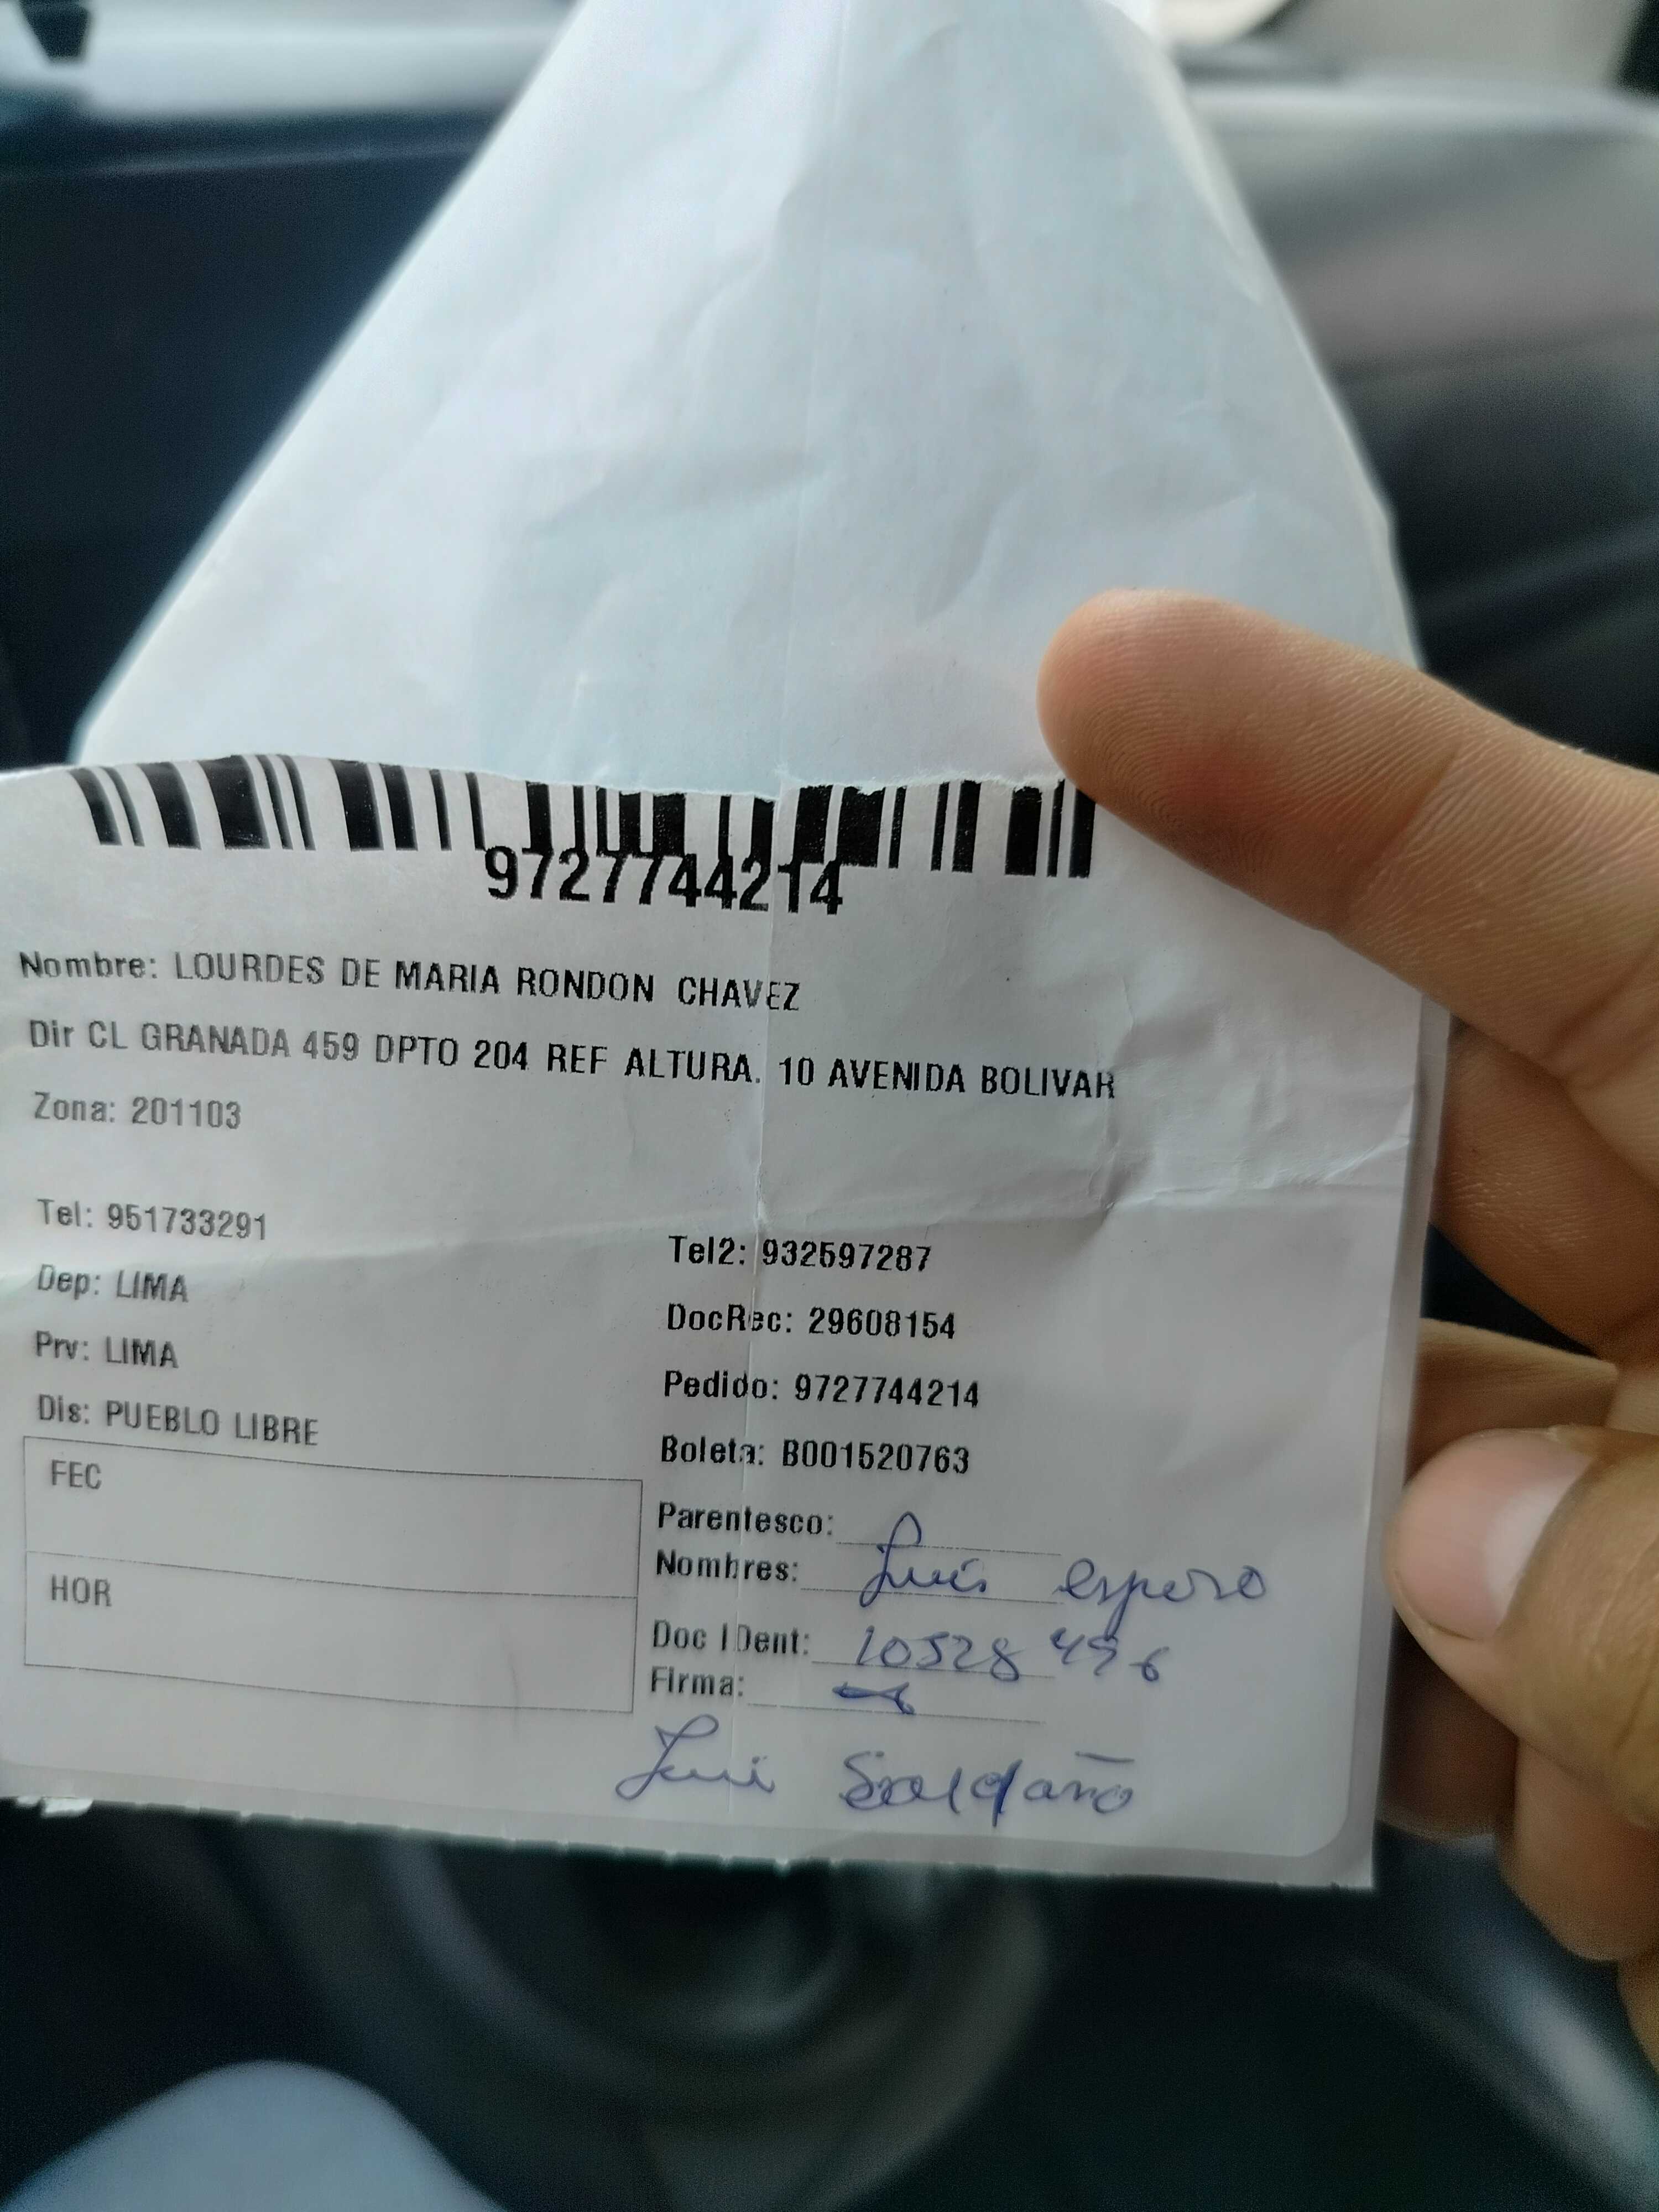 9727744214
Nombre: LOURDES DE MARIA RONDON CHAVEZ
Dir CL GRANADA 459 DPTO 204 REF ALTURA. 10 AVENIDA BOLIVAR
Zona: 201103
Tel: 951733291
Tel2: 932597287
Dep: LIMA
DocRec: 29608154
Prv: LIMA
Pedido: 9727744214
Dis: PUEBLO LIBRE
Boleta: B001520763
FEC
Parentesco:
Nombres: Luis esposo
HOR
Doc IDent: 10528496
Firma:
Luis Saldaño